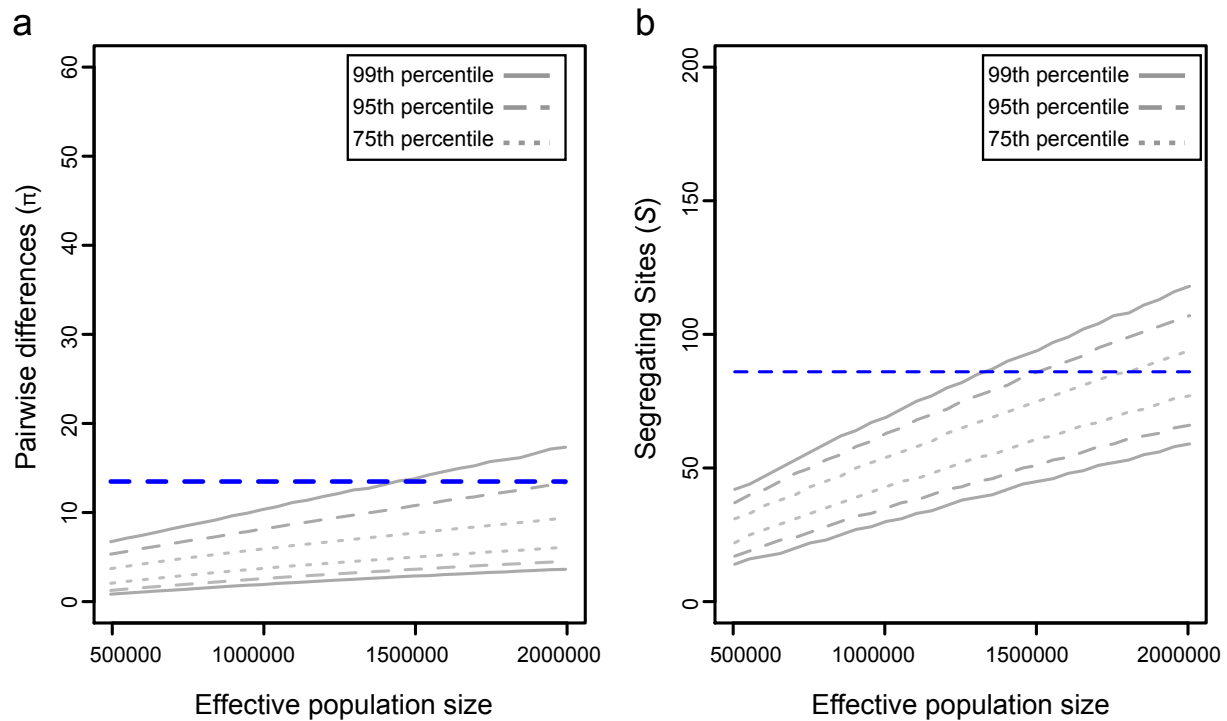 a
Pairwise differences (π)
60
50
40
30
20
10
0
99th percentile
95th percentile
75th percentile
500000 1000000 1500000 2000000
Effective population size
b
Segregating Sites (S)
200
150
100
50
0
99th percentile
95th percentile
75th percentile
500000 1000000 1500000 2000000
Effective population size